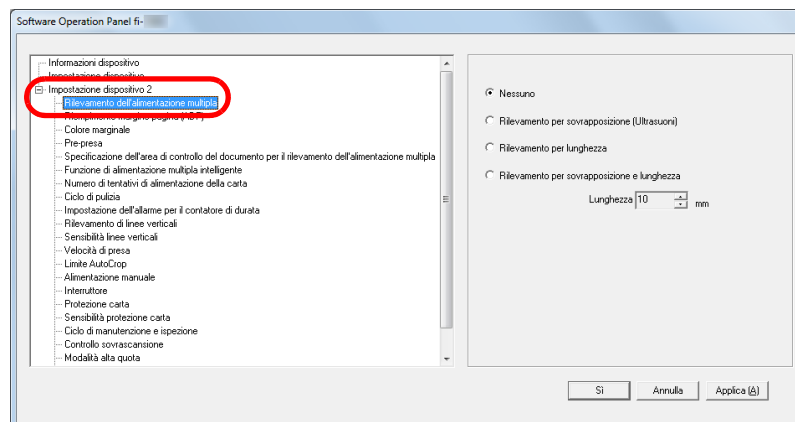 Software Operation Panel fi-
Informazioni dispositivo
Impostazione dispositivo
Impostazione dispositivo 2
Rilevamento dell'alimentazione multipla
Riempimento margine pagina (ADF)
Colore marginale
Pre-presa
Specificazione dell'area di controllo del documento per il rilevamento dell'alimentazione multipla
Funzione di alimentazione multipla intelligente
Numero di tentativi di alimentazione della carta
Ciclo di pulizia
Impostazione dell'allarme per il contatore di durata
Rilevamento di linee verticali
Sensibilità linee verticali
Velocità di presa
Limite AutoCrop
Alimentazione manuale
Interruttore
Protezione carta
Sensibilità protezione carta
Ciclo di manutenzione e ispezione
Controllo sovrascansione
Modalità alta quota
Nessuno
Rilevamento per sovrapposizione (Ultrasuoni)
Rilevamento per lunghezza
Rilevamento per sovrapposizione e lunghezza
Lunghezza 10 mm
Sì Annulla Applica (A)